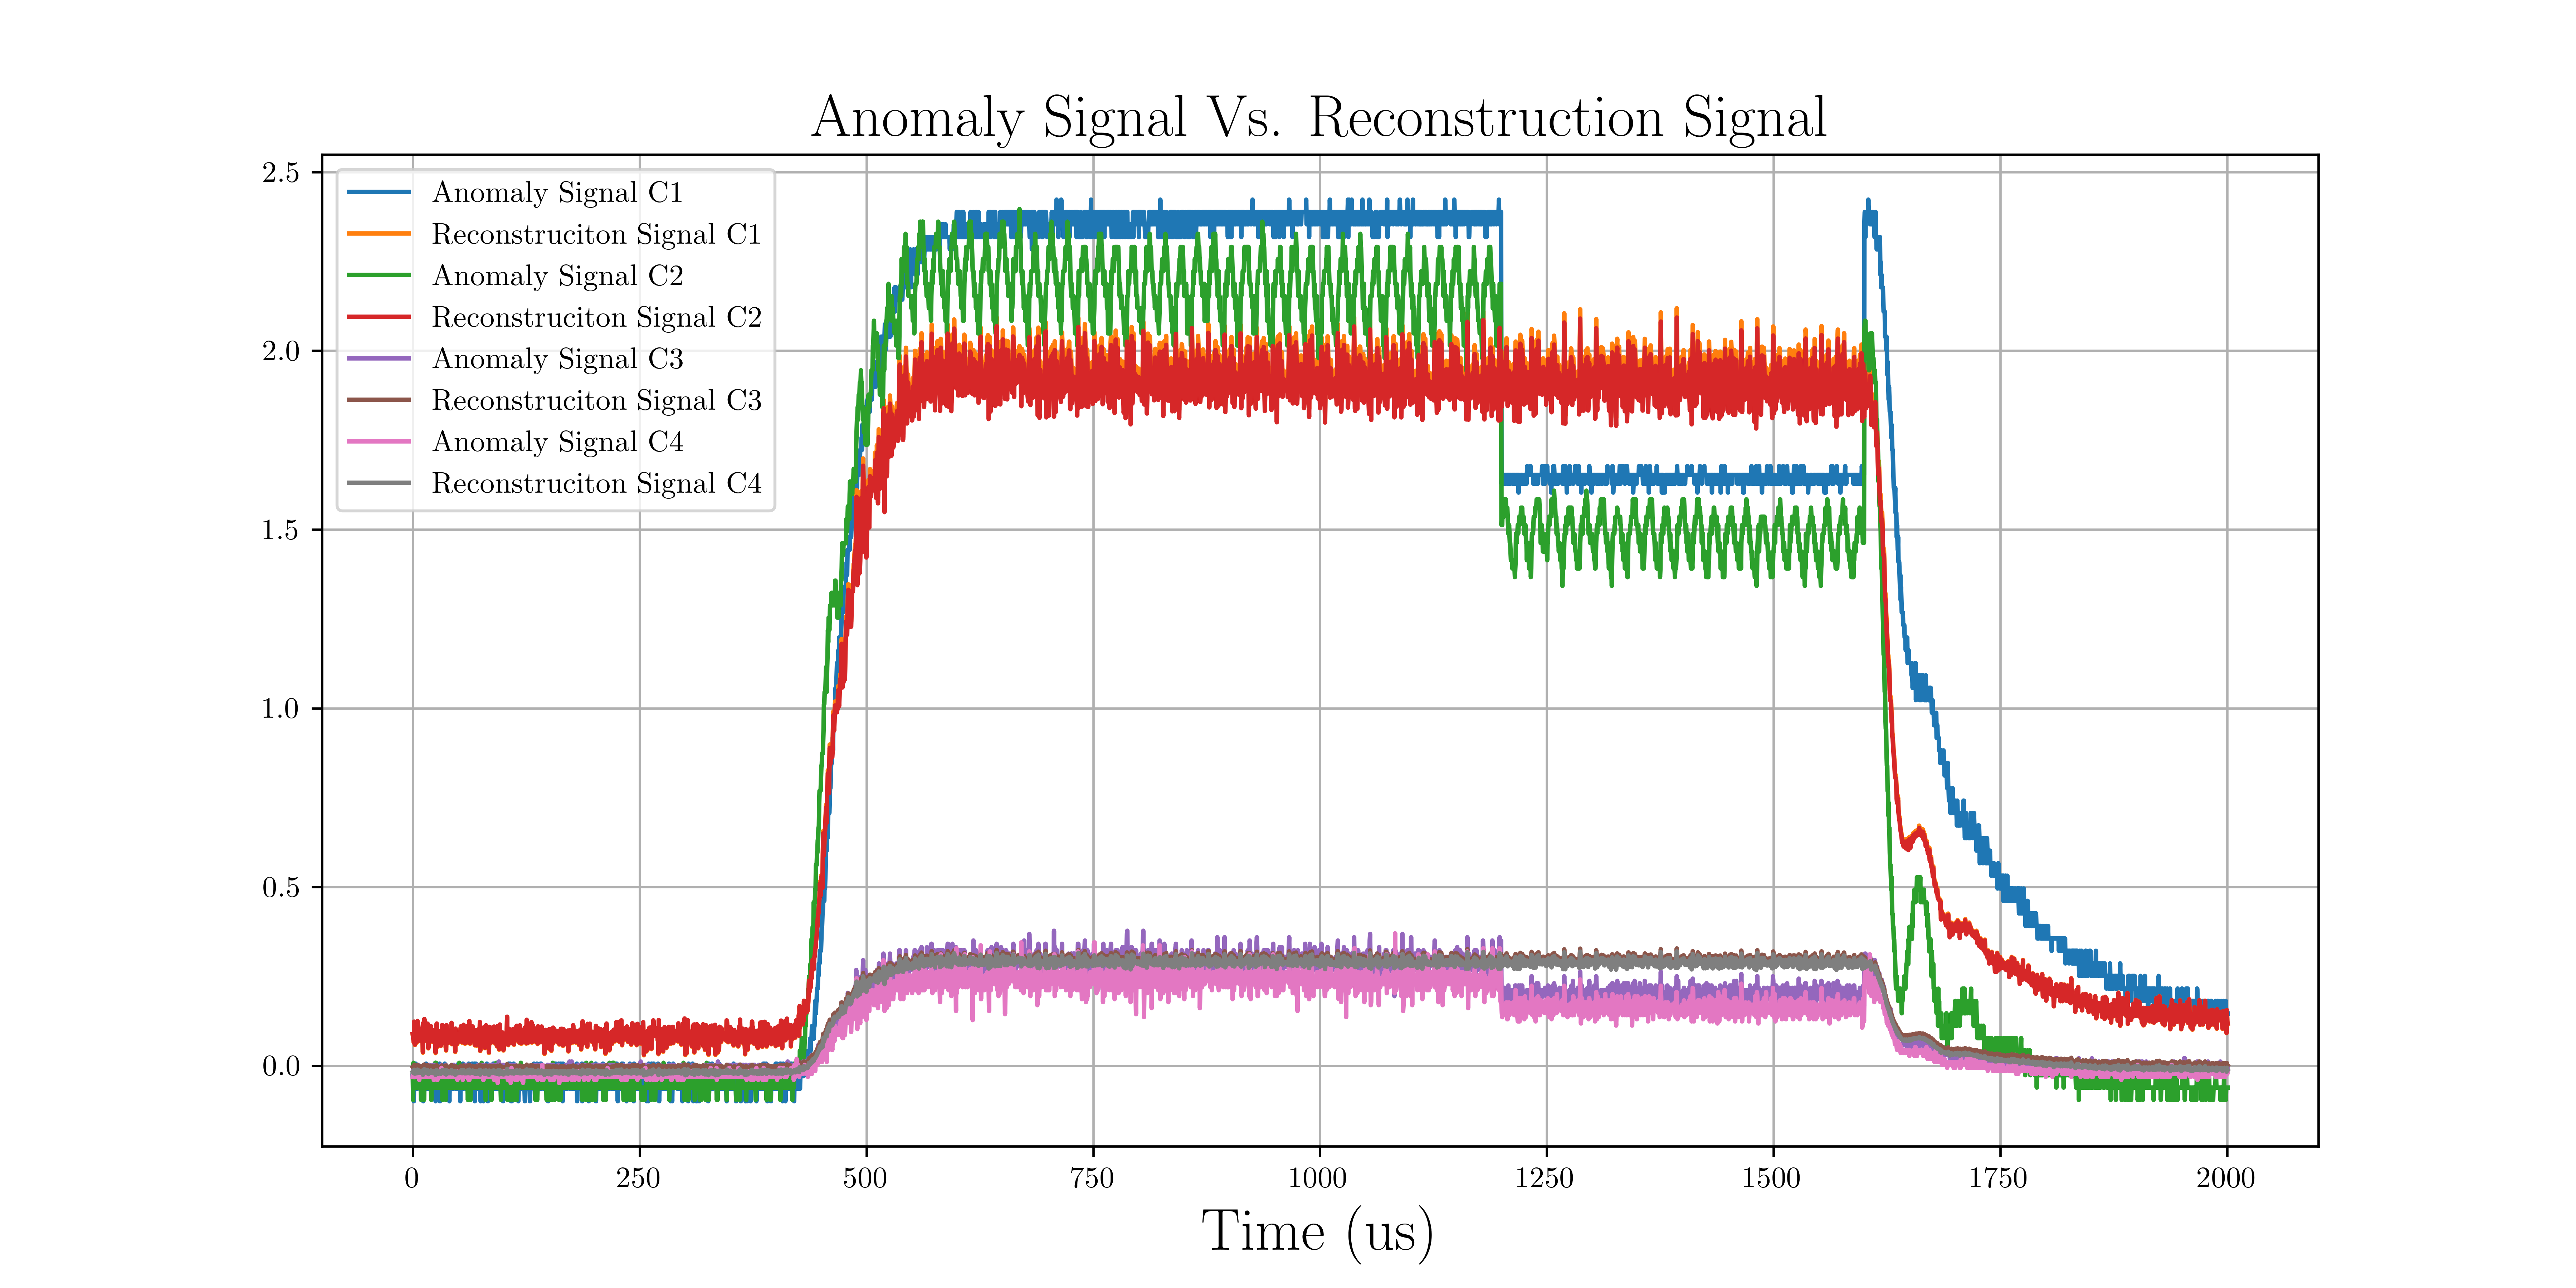 Anomaly Signal Vs. Reconstruction Signal
2.5
2.0
1.5
1.0
0.5
0.0
Anomaly Signal C1
Reconstruciton Signal C1
Anomaly Signal C2
Reconstruciton Signal C2
Anomaly Signal C3
Reconstruciton Signal C3
Anomaly Signal C4
Reconstruciton Signal C4
0 250 500 750 1000 1250 1500 1750 2000
Time (us)